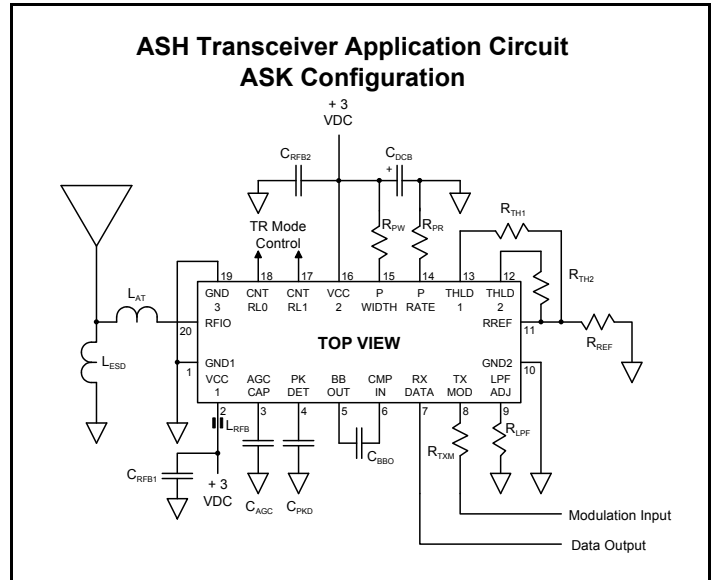 ASH Transceiver Application Circuit
ASK Configuration
+ 3
VDC
CRFB2
CDCB
+
TR Mode
Control
RPW
RPR
RTH1
19
18
17
16
15
14
13
12
GND
3
CNT
RL0
CNT
RL1
VCC
2
P
WIDTH
P
RATE
THLD
1
THLD
2
RTH2
LAT
20
RFIO
RREF
11
TOP VIEW
RREF
LESD
1
GND1
GND2
10
VCC
1
AGC
CAP
PK
DET
BB
OUT
CMP
IN
RX
DATA
TX
MOD
LPF
ADJ
2
3
4
5
6
7
8
9
LRFB
CBBO
RTXM
RLPF
CRFB1
+ 3
VDC
CAGC
CPKD
Modulation Input
Data Output